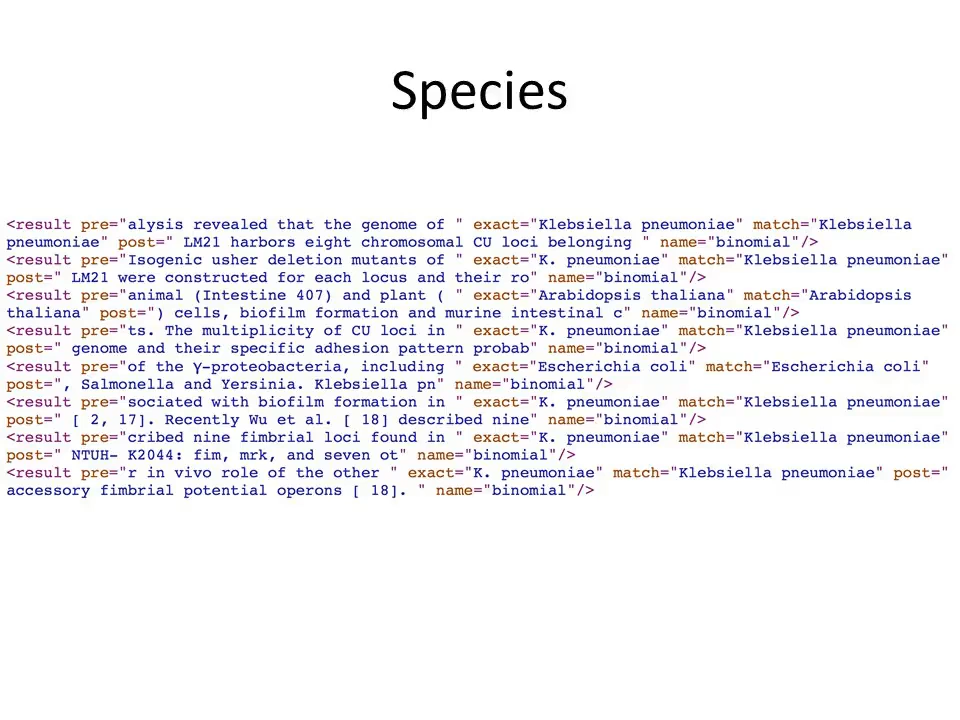 Species
<result pre="alysis revealed that the genome of " exact="Klebsiella pneumoniae" match="Klebsiella
pneumoniae" post=" LM21 harbors eight chromosomal CU loci belonging " name="binomial"/>
<result pre="Isogenic usher deletion mutants of " exact="K. pneumoniae" match="Klebsiella pneumoniae"
post=" LM21 were constructed for each locus and their ro" name="binomial"/>
<result pre="animal (Intestine 407) and plant ( " exact="Arabidopsis thaliana" match="Arabidopsis
thaliana" post=") cells, biofilm formation and murine intestinal c" name="binomial"/>
<result pre="ts. The multiplicity of CU loci in " exact="K. pneumoniae" match="Klebsiella pneumoniae"
post=" genome and their specific adhesion pattern probab" name="binomial"/>
<result pre="of the γ-proteobacteria, including " exact="Escherichia coli" match="Escherichia coli"
post=", Salmonella and Yersinia. Klebsiella pn" name="binomial"/>
<result pre="sociated with biofilm formation in " exact="K. pneumoniae" match="Klebsiella pneumoniae"
post=" [ 2, 17]. Recently Wu et al. [ 18] described nine" name="binomial"/>
<result pre="cribed nine fimbrial loci found in " exact="K. pneumoniae" match="Klebsiella pneumoniae"
post=" NTUH- K2044: fim, mrk, and seven ot" name="binomial"/>
<result pre="r in vivo role of the other " exact="K. pneumoniae" match="Klebsiella pneumoniae" post="
accessory fimbrial potential operons [ 18]. " name="binomial"/>